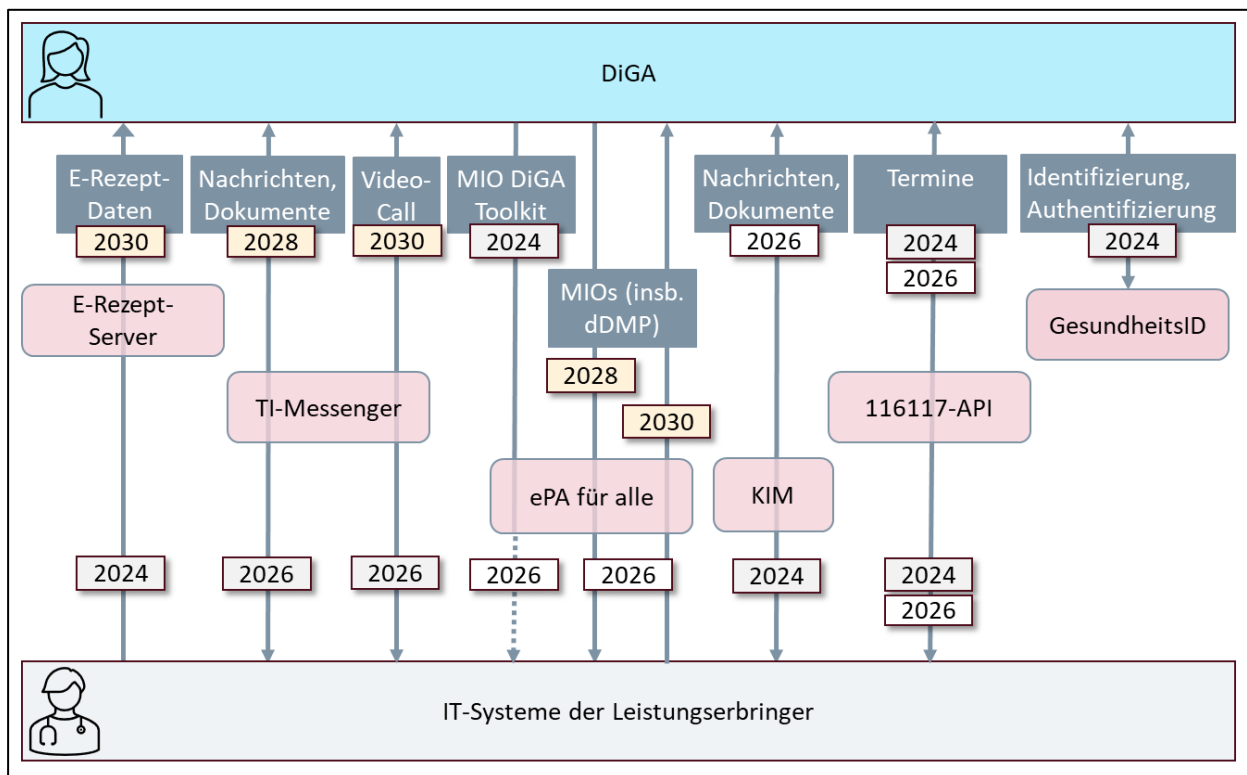 DiGA
E-Rezept-
Daten
2030
Nachrichten,
Dokumente
2028
Video-
Call
2030
MIO DiGA
Toolkit
2024
MIOs (insb.
dDMP)
2028
2030
Nachrichten,
Dokumente
2026
Termine
2024
2026
Identifizierung,
Authentifizierung
2024
E-Rezept-
Server
TI-Messenger
ePA für alle
KIM
116117-API
GesundheitsID
2024
2026
2026
2026
2026
2024
2024
2026
IT-Systeme der Leistungserbringer